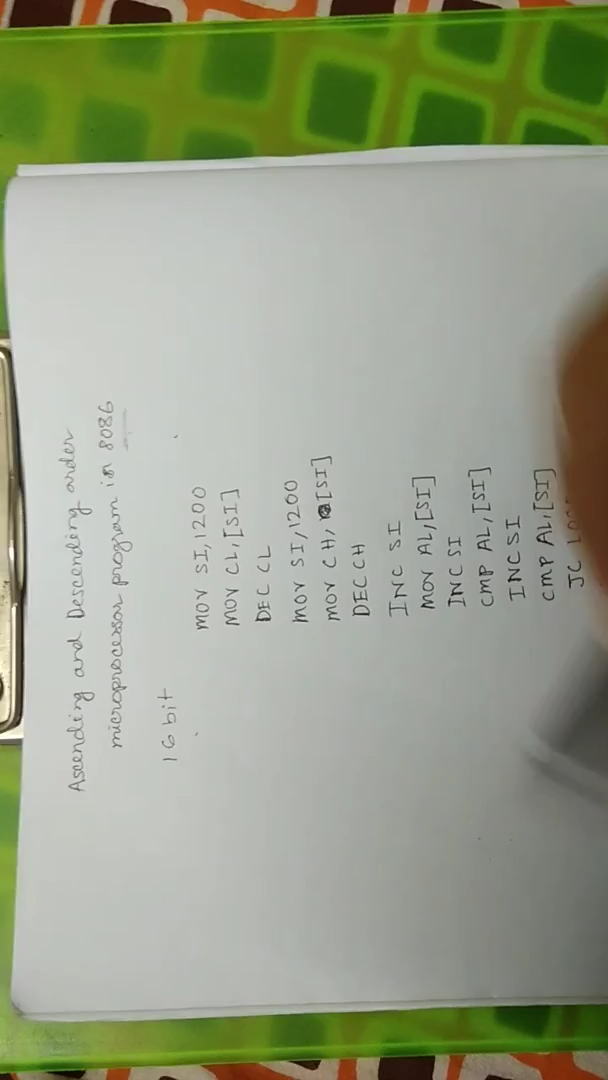 Ascending and Descending order
microprocessor program in 8086
16 bit
MOV SI, 1200
MOV CL, [SI]
DEC CL
MOV SI, 1200
MOV CH, [SI]
DEC CH
INC SI
MOV AL, [SI]
INC SI
CMP AL, [SI]
INC SI
CMP AL, [SI]
JC